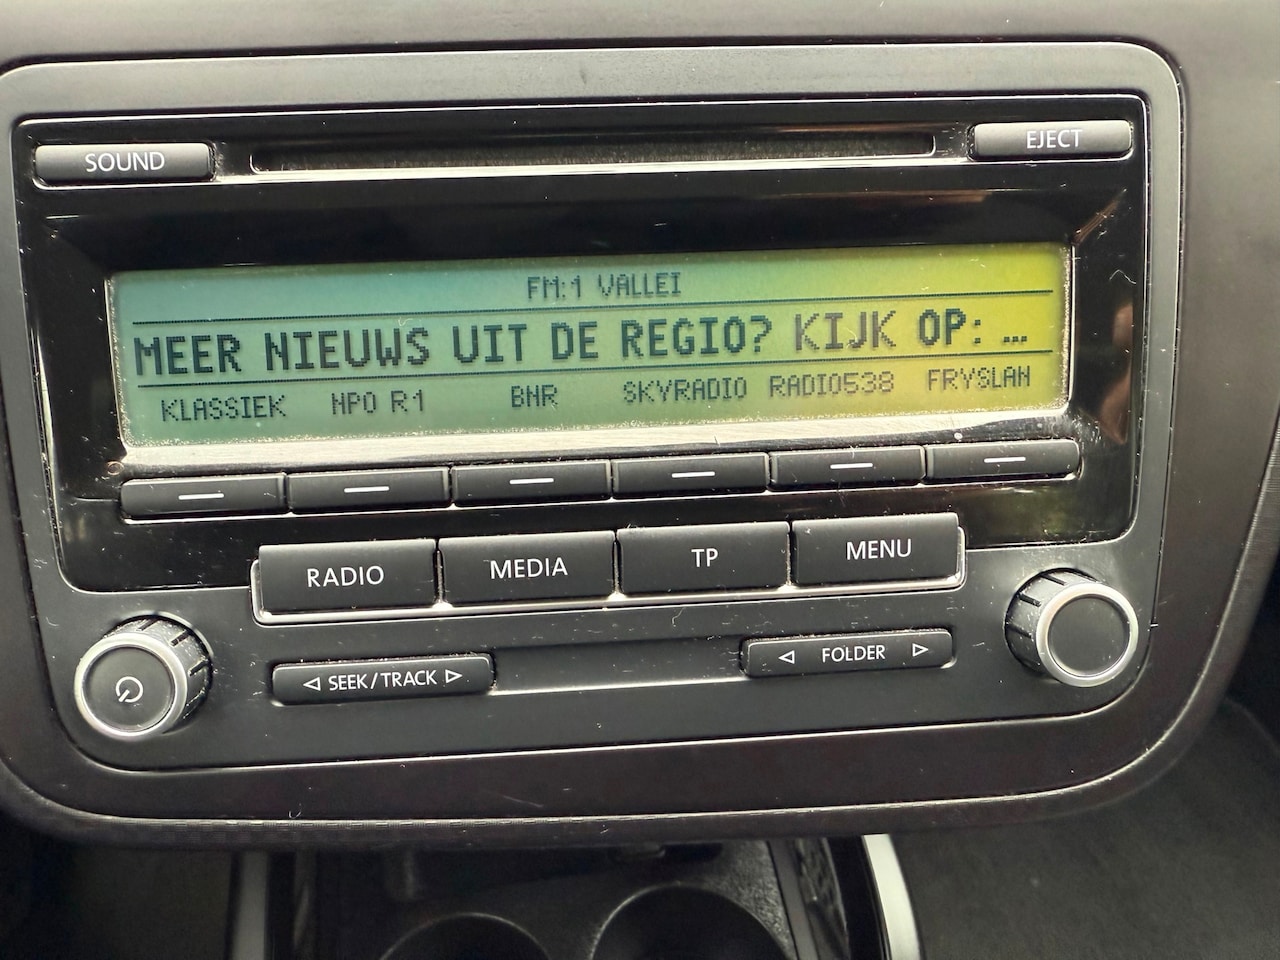 SOUND
EJECT
FM:1 VALLEI
MEER NIEUWS UIT DE REGIO? KIJK OP: ...
KLASSIEK NPO R1 BNR SKYRADIO RADIO538 FRYSLAN
RADIO MEDIA TP MENU
SEEK/TRACK
FOLDER